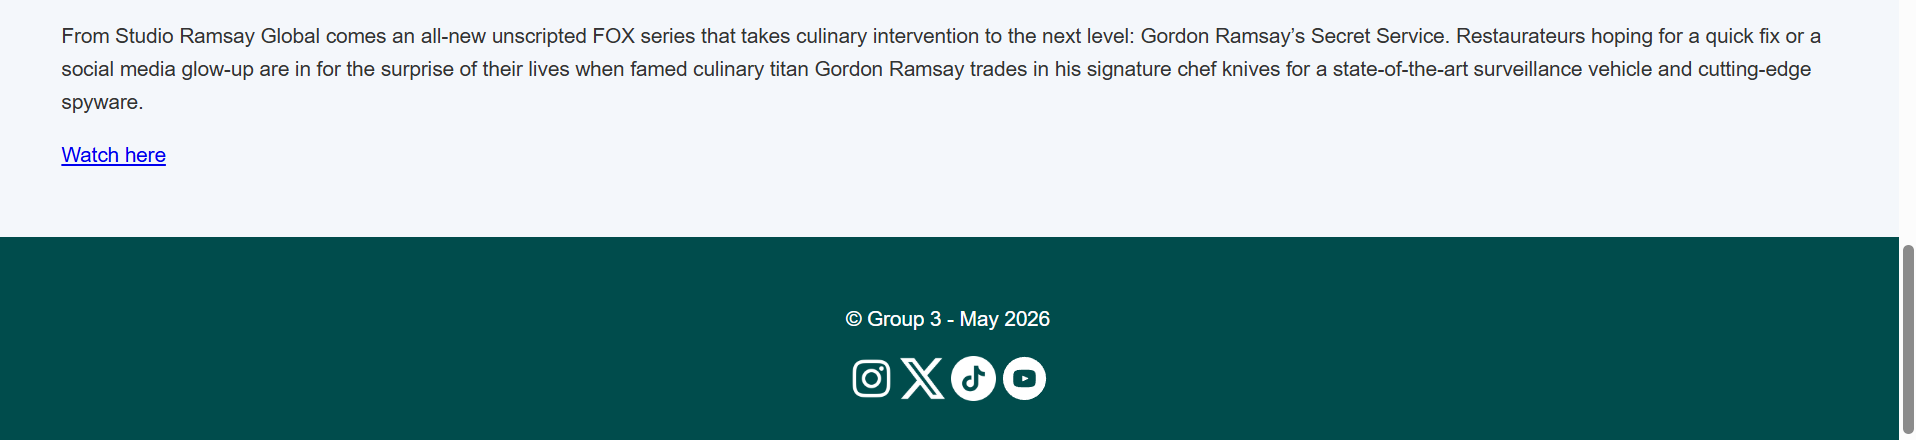 From Studio Ramsay Global comes an all-new unscripted FOX series that takes culinary intervention to the next level: Gordon Ramsay’s Secret Service. Restaurateurs hoping for a quick fix or a
social media glow-up are in for the surprise of their lives when famed culinary titan Gordon Ramsay trades in his signature chef knives for a state-of-the-art surveillance vehicle and cutting-edge
spyware.
Watch here
© Group 3 - May 2026